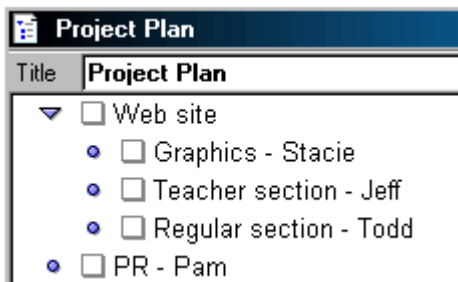 Project Plan
Title Project Plan
Web site
Graphics - Stacie
Teacher section - Jeff
Regular section - Todd
PR - Pam